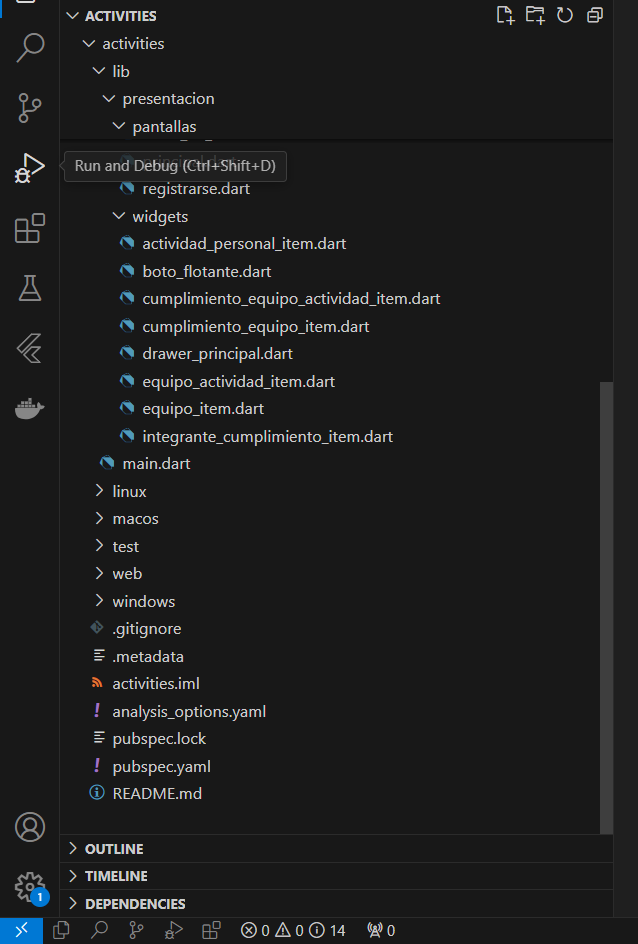 ACTIVITIES
activities
lib
presentacion
pantallas
Run and Debug (Ctrl+Shift+D)
registrarse.dart
widgets
actividad_personal_item.dart
boto_flotante.dart
cumplimiento_equipo_actividad_item.dart
cumplimiento_equipo_item.dart
drawer_principal.dart
equipo_actividad_item.dart
equipo_item.dart
integrante_cumplimiento_item.dart
main.dart
linux
macos
test
web
windows
.gitignore
.metadata
activities.iml
analysis_options.yaml
pubspec.lock
pubspec.yaml
README.md
OUTLINE
TIMELINE
1
DEPENDENCIES
0 0 14 0